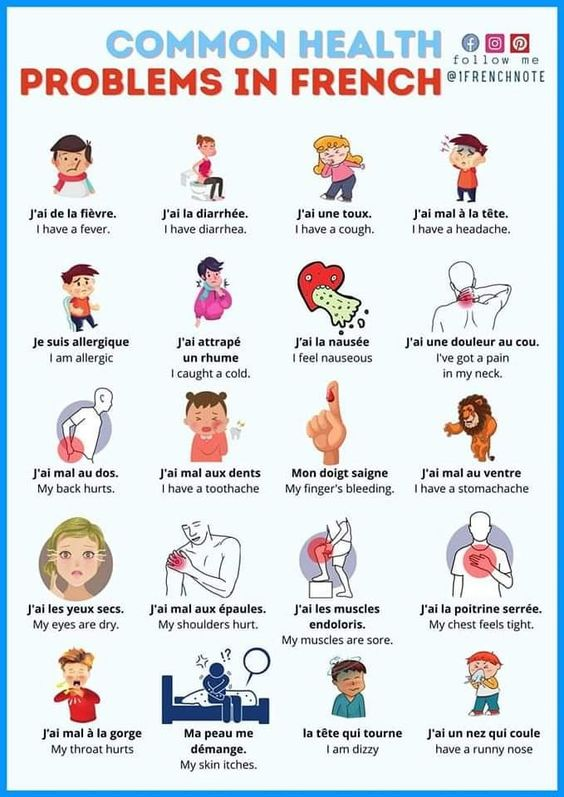 COMMON HEALTH
PROBLEMS IN FRENCH
follow me
@1FRENCHNOTE
J'ai de la fièvre.
I have a fever.
J'ai la diarrhée.
I have diarrhea.
J'ai une toux.
I have a cough.
J'ai mal à la tête.
I have a headache.
Je suis allergique
I am allergic
J'ai attrapé
un rhume
I caught a cold.
J'ai la nausée
I feel nauseous
J'ai une douleur au cou.
I've got a pain
in my neck.
J'ai mal au dos.
My back hurts.
J'ai mal aux dents
I have a toothache
Mon doigt saigne
My finger's bleeding.
J'ai mal au ventre
I have a stomachache
J'ai les yeux secs.
My eyes are dry.
J'ai mal aux épaules.
My shoulders hurt.
J'ai les muscles
endoloris.
My muscles are sore.
J'ai la poitrine serrée.
My chest feels tight.
J'ai mal à la gorge
My throat hurts
!?
Ma peau me
démange.
My skin itches.
la tête qui tourne
I am dizzy
J'ai un nez qui coule
have a runny nose